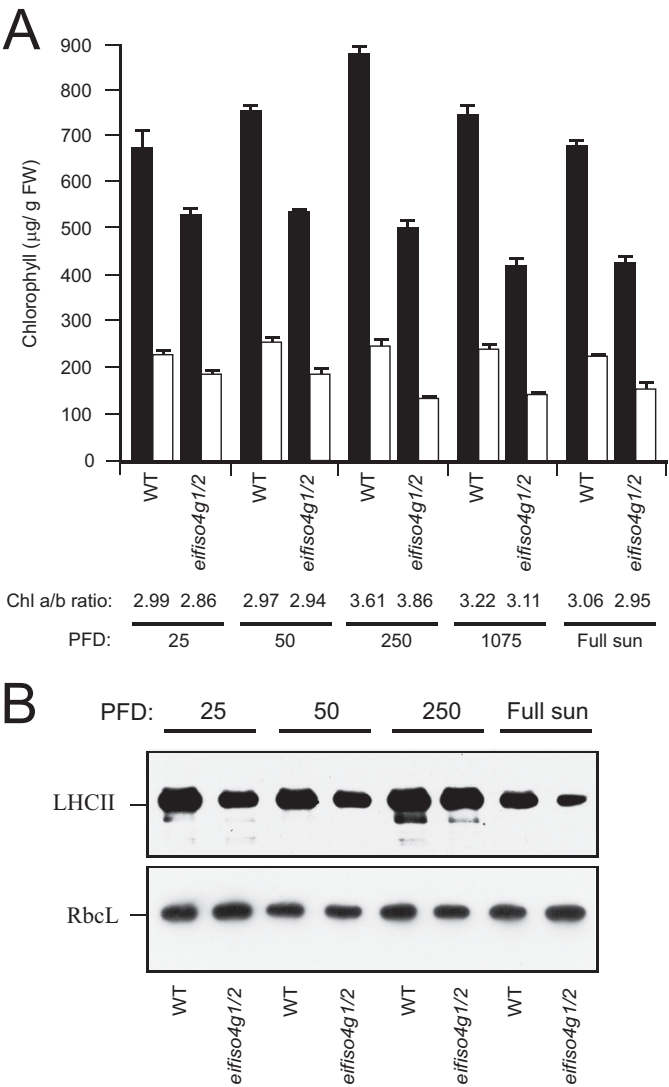 A
900
800
700
600
500
400
300
200
100
0
Chlorophyll (µg/ g FW)
WT eifiso4g1/2 WT eifiso4g1/2 WT eifiso4g1/2 WT eifiso4g1/2 WT eifiso4g1/2
Chl a/b ratio: 2.99 2.86 2.97 2.94 3.61 3.86 3.22 3.11 3.06 2.95
PFD: 25 50 250 1075 Full sun
B
PFD: 25 50 250 Full sun
LHCII
RbcL
WT eifiso4g1/2 WT eifiso4g1/2 WT eifiso4g1/2 WT eifiso4g1/2